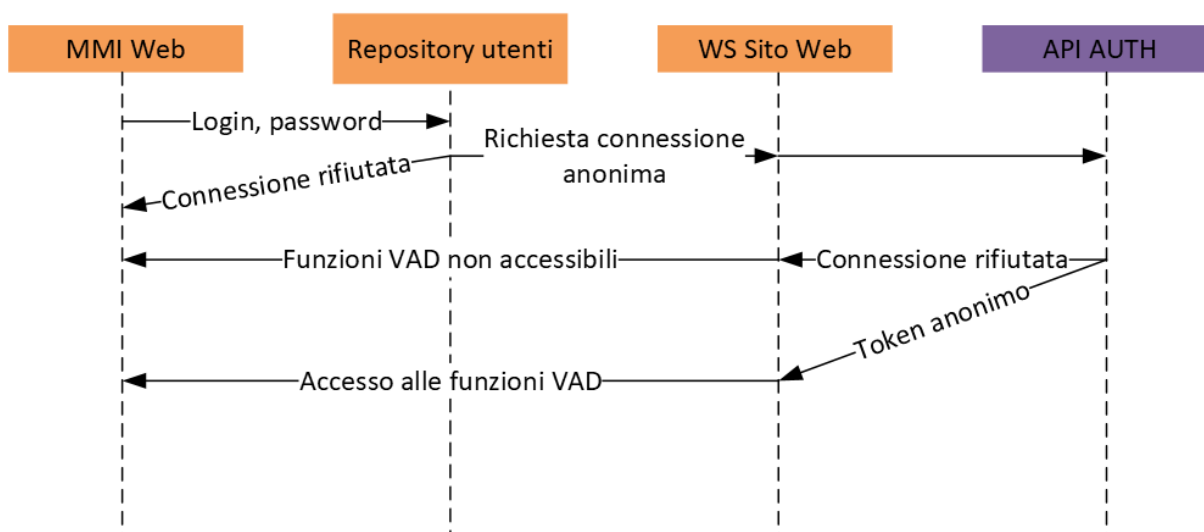 MMI Web
Repository utenti
WS Sito Web
API AUTH
Login, password
Richiesta connessione
anonima
Connessione rifiutata
Funzioni VAD non accessibili
Connessione rifiutata
Token anonimo
Accesso alle funzioni VAD